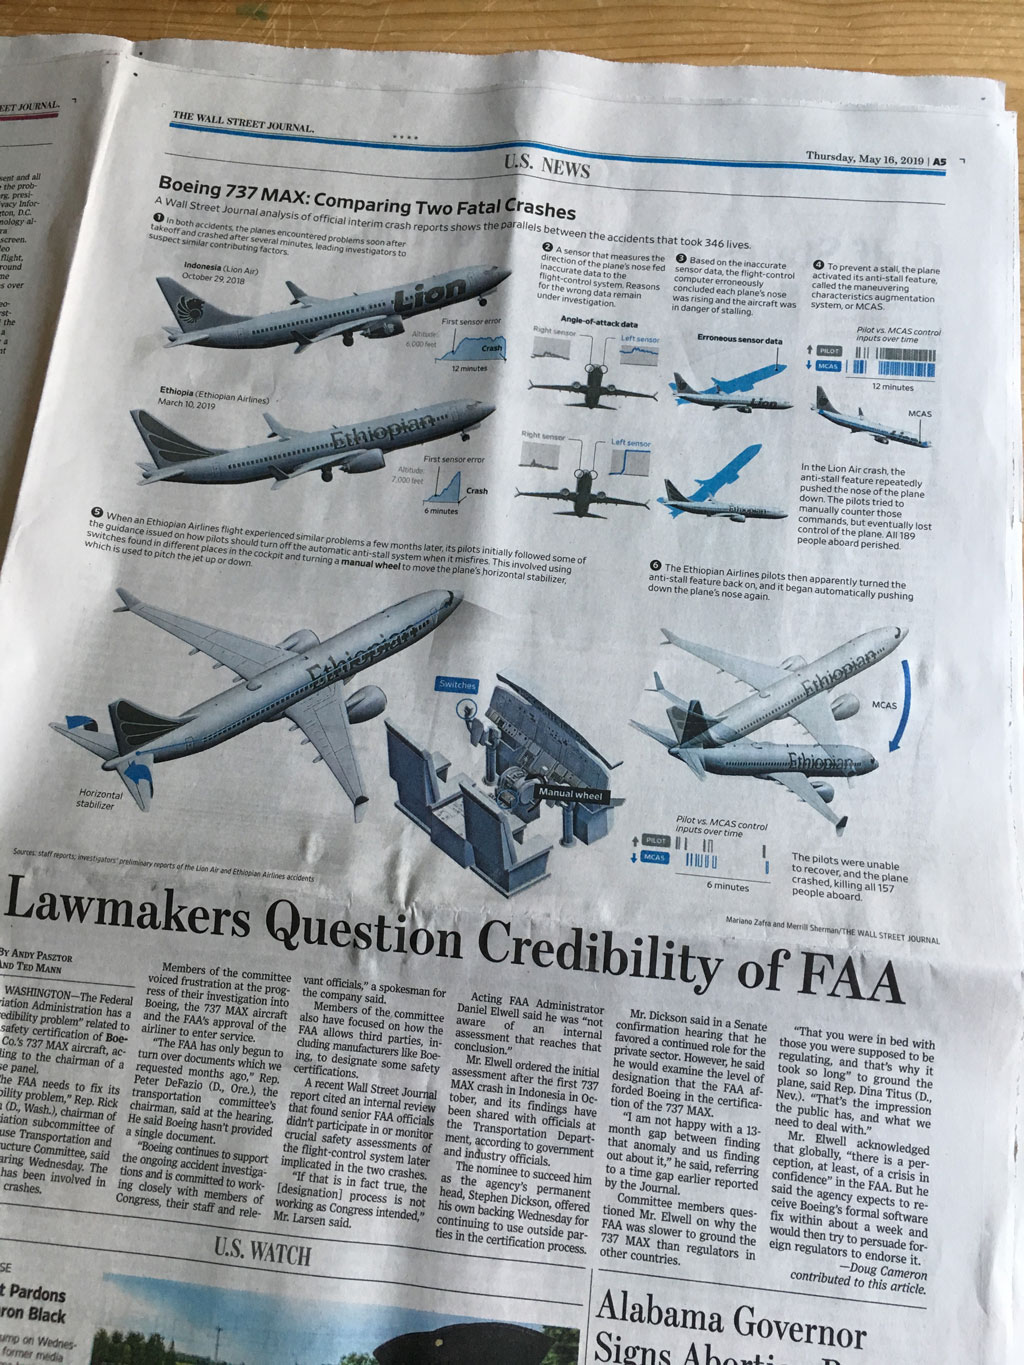 EET JOURNAL.
THE WALL STREET JOURNAL.
****
Thursday, May 16, 2019 | A5
U.S. NEWS
Boeing 737 MAX: Comparing Two Fatal Crashes
A Wall Street Journal analysis of official interim crash reports shows the parallels between the accidents that took 346 lives.
1 In both accidents, the planes encountered problems soon after
takeoff and crashed after several minutes, leading investigators to
suspect similar contributing factors.
Indonesia (Lion Air)
October 29, 2018
Lion
First sensor error
Altitude:
6,000 feet
Crash
12 minutes
Ethiopia (Ethiopian Airlines)
March 10, 2019
Ethiopian
First sensor error
Altitude:
7,000 feet
Crash
6 minutes
2 A sensor that measures the
direction of the plane's nose fed
inaccurate data to the
flight-control system. Reasons
for the wrong data remain
under investigation.
Angle-of-attack data
Right sensor
Left sensor
Right sensor
Left sensor
3 Based on the inaccurate
sensor data, the flight-control
computer erroneously
concluded each plane's nose
was rising and the aircraft was
in danger of stalling.
Erroneous sensor data
Lion
Ethiopian
4 To prevent a stall, the plane
activated its anti-stall feature,
called the maneuvering
characteristics augmentation
system, or MCAS.
Pilot vs. MCAS control
inputs over time
PILOT
MCAS
12 minutes
MCAS
In the Lion Air crash, the
anti-stall feature repeatedly
pushed the nose of the plane
down. The pilots tried to
manually counter those
commands, but eventually lost
control of the plane. All 189
people aboard perished.
5 When an Ethiopian Airlines flight experienced similar problems a few months later, its pilots initially followed some of
the guidance issued on how pilots should turn off the automatic anti-stall system when it misfires. This involved using
switches found in different places in the cockpit and turning a manual wheel to move the plane's horizontal stabilizer,
which is used to pitch the jet up or down.
Ethiopian
Horizontal
stabilizer
Switches
Manual wheel
6 The Ethiopian Airlines pilots then apparently turned the
anti-stall feature back on, and it began automatically pushing
down the plane's nose again.
Ethiopian
MCAS
Ethiopian
Pilot vs. MCAS control
inputs over time
PILOT
MCAS
6 minutes
The pilots were unable
to recover, and the plane
crashed, killing all 157
people aboard.
Sources: staff reports; investigators' preliminary reports of the Lion Air and Ethiopian Airlines accidents
Mariano Zafra and Merrill Sherman/THE WALL STREET JOURNAL
Lawmakers Question Credibility of FAA
BY ANDY PASZTOR
AND TED MANN
WASHINGTON—The Federal
iation Administration has a
edibility problem" related to
safety certification of Boe-
Co.'s 737 MAX aircraft, ac-
ding to the chairman of a
se panel.
he FAA needs to fix its
bility problem," Rep. Rick
(D., Wash.), chairman of
iation subcommittee of
use Transportation and
ucture Committee, said
aring Wednesday. The
has been involved in
crashes.
Members of the committee
voiced frustration at the prog-
ress of their investigation into
Boeing, the 737 MAX aircraft
and the FAA's approval of the
airliner to enter service.
"The FAA has only begun to
turn over documents which we
requested months ago," Rep.
Peter DeFazio (D., Ore.), the
transportation committee's
chairman, said at the hearing.
He said Boeing hasn't provided
a single document.
"Boeing continues to support
the ongoing accident investiga-
tions and is committed to work-
ing closely with members of
Congress, their staff and rele-
vant officials," a spokesman for
the company said.
Members of the committee
also have focused on how the
FAA allows third parties, in-
cluding manufacturers like Boe-
ing, to designate some safety
certifications.
A recent Wall Street Journal
report cited an internal review
that found senior FAA officials
didn't participate in or monitor
crucial safety assessments of
the flight-control system later
implicated in the two crashes.
"If that is in fact true, the
[designation] process is not
working as Congress intended,"
Mr. Larsen said.
Acting FAA Administrator
Daniel Elwell said he was "not
aware of an internal
assessment that reaches that
conclusion."
Mr. Elwell ordered the initial
assessment after the first 737
MAX crash in Indonesia in Oc-
tober, and its findings have
been shared with officials at
the Transportation Depart-
ment, according to government
and industry officials.
The nominee to succeed him
as the agency's permanent
head, Stephen Dickson, offered
his own backing Wednesday for
continuing to use outside par-
ties in the certification process.
Mr. Dickson said in a Senate
confirmation hearing that he
favored a continued role for the
private sector. However, he said
he would examine the level of
designation that the FAA af-
forded Boeing in the certifica-
tion of the 737 MAX.
"I am not happy with a 13-
month gap between finding
that anomaly and us finding
out about it," he said, referring
to a time gap earlier reported
by the Journal.
Committee members ques-
tioned Mr. Elwell on why the
FAA was slower to ground the
737 MAX than regulators in
other countries.
"That you were in bed with
those you were supposed to be
regulating, and that's why it
took so long" to ground the
plane, said Rep. Dina Titus (D.,
Nev.). "That's the impression
the public has, and what we
need to deal with."
Mr. Elwell acknowledged
that globally, "there is a per-
ception, at least, of a crisis in
confidence" in the FAA. But he
said the agency expects to re-
ceive Boeing's formal software
fix within about a week and
would then try to persuade for-
eign regulators to endorse it.
—Doug Cameron
contributed to this article.
U.S. WATCH
t Pardons
ron Black
ump on Wednes-
former media
Alabama Governor
Signs Abortion